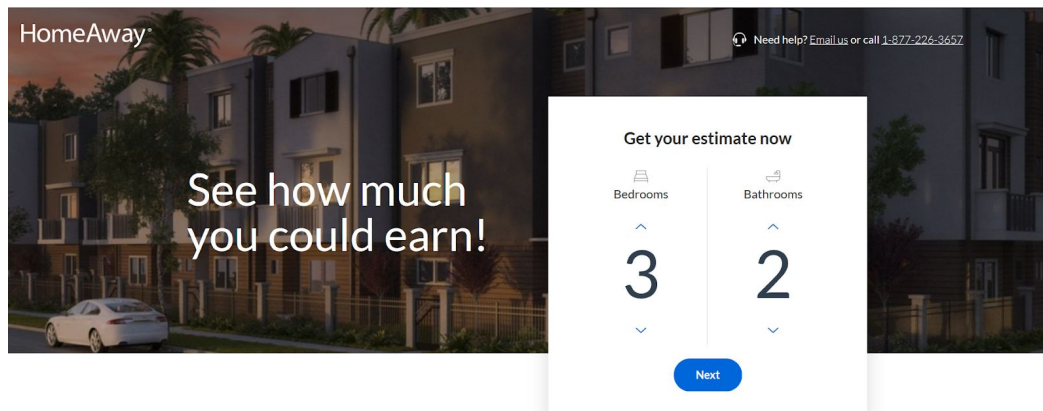 HomeAway®
Need help? Email us or call 1-877-226-3657
See how much
you could earn!
Get your estimate now
Bedrooms
Bathrooms
3
2
Next